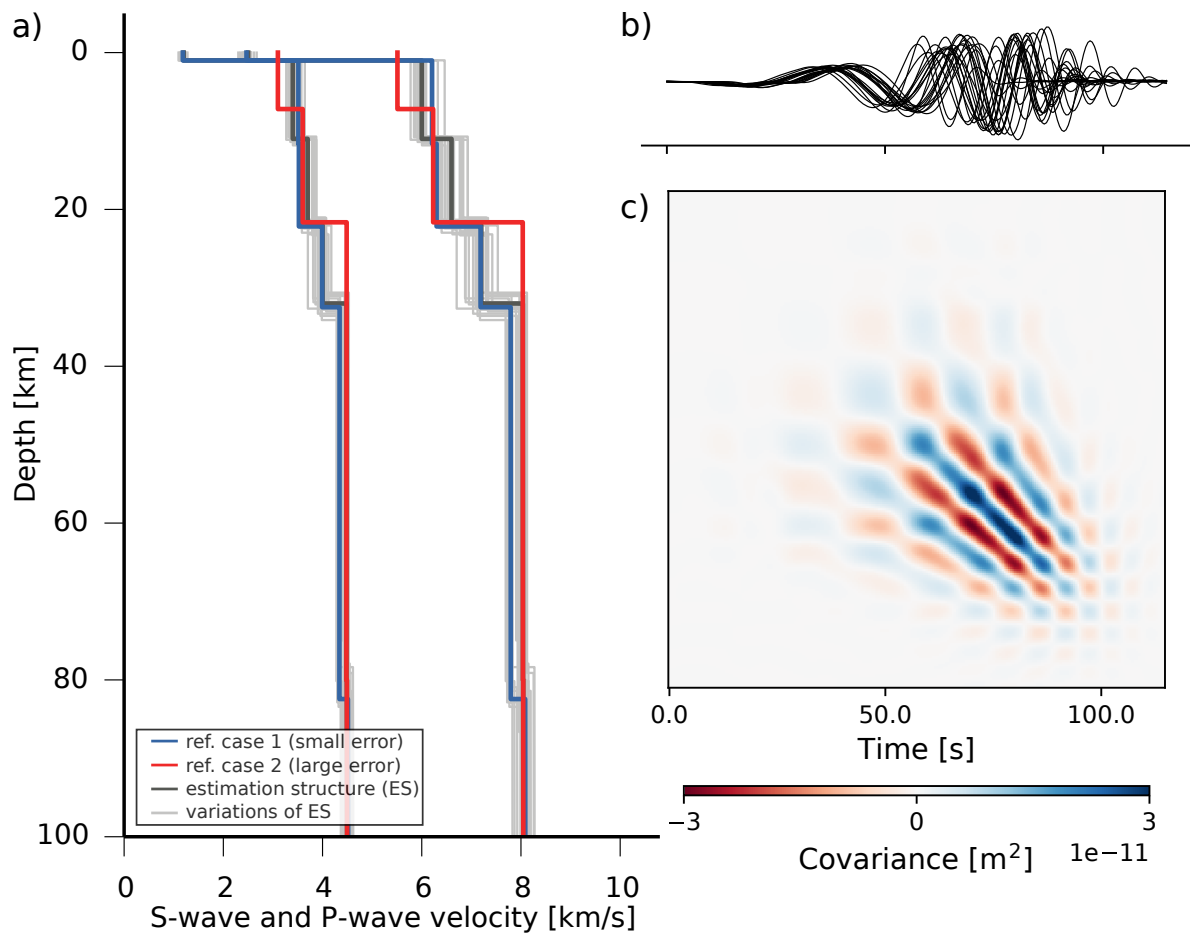 a)
0
20
40
60
80
100
Depth [km]
ref. case 1 (small error)
ref. case 2 (large error)
estimation structure (ES)
variations of ES
0 2 4 6 8 10
S-wave and P-wave velocity [km/s]
b)
c)
0.0 50.0 100.0
Time [s]
−3 0 3
Covariance [m²] 1e−11